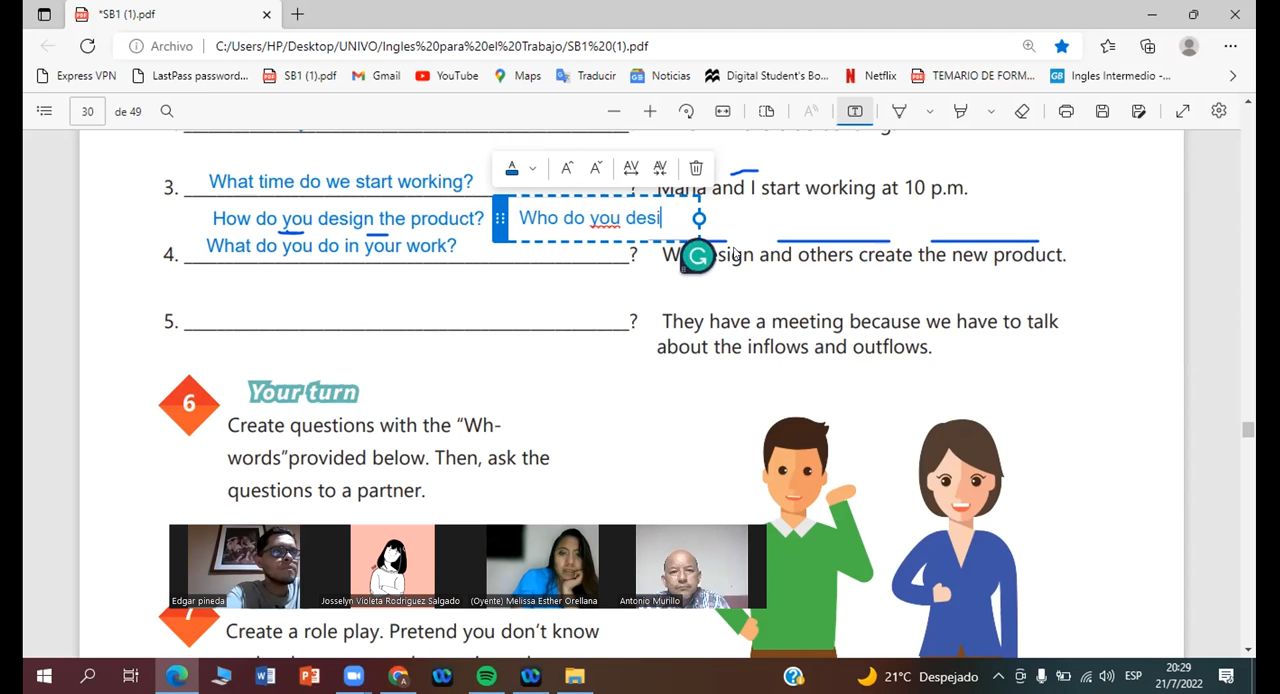 *SB1 (1).pdf
Archivo C:/Users/HP/Desktop/UNIVO/Ingles%20para%20el%20Trabajo/SB1%20(1).pdf
Express VPN LastPass password... SB1 (1).pdf Gmail YouTube Maps Traducir Noticias Digital Student's Bo... Netflix TEMARIO DE FORM... Ingles Intermedio -...
30 de 49
3. What time do we start working? ? Maria and I start working at 10 p.m.
How do you design the product? Who do you desi
What do you do in your work?
4. ? and others create the new product.
5. ? They have a meeting because we have to talk
about the inflows and outflows.
6 Your turn
Create questions with the “Wh-
words”provided below. Then, ask the
questions to a partner.
Edgar pineda Josselyn Violeta Rodriguez Salgado (Oyente) Melissa Esther Orellana Antonio Murillo
7 Create a role play. Pretend you don’t know
21°C Despejado ESP 20:29
21/7/2022